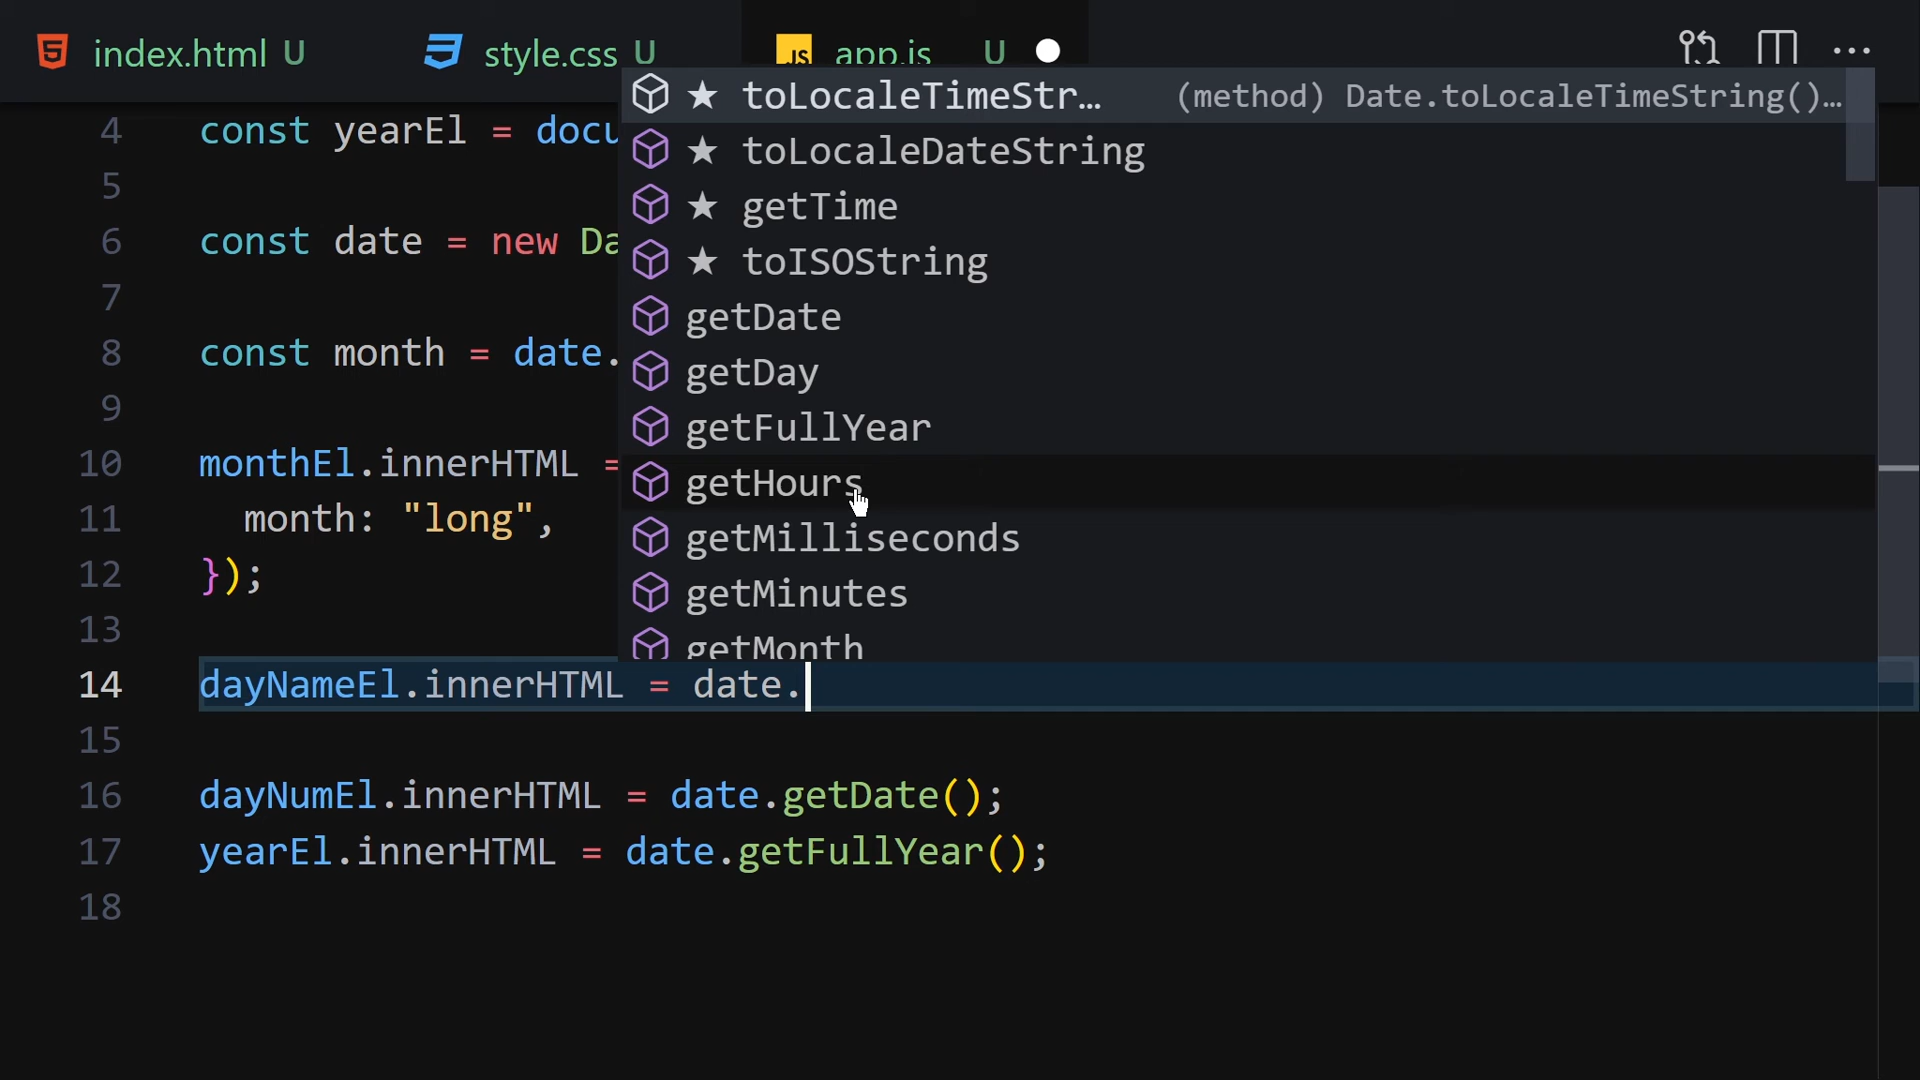 index.html U style.css U JS app.js U
4 const yearEl = docu
5
6 const date = new Da
7
8 const month = date.
9
10 monthEl.innerHTML =
11 month: "long",
12 });
13
14 dayNameEl.innerHTML = date.
15
16 dayNumEl.innerHTML = date.getDate();
17 yearEl.innerHTML = date.getFullYear();
18
★ toLocaleTimeStr… (method) Date.toLocaleTimeString()…
★ toLocaleDateString
★ getTime
★ toISOString
getDate
getDay
getFullYear
getHours
getMilliseconds
getMinutes
getMonth